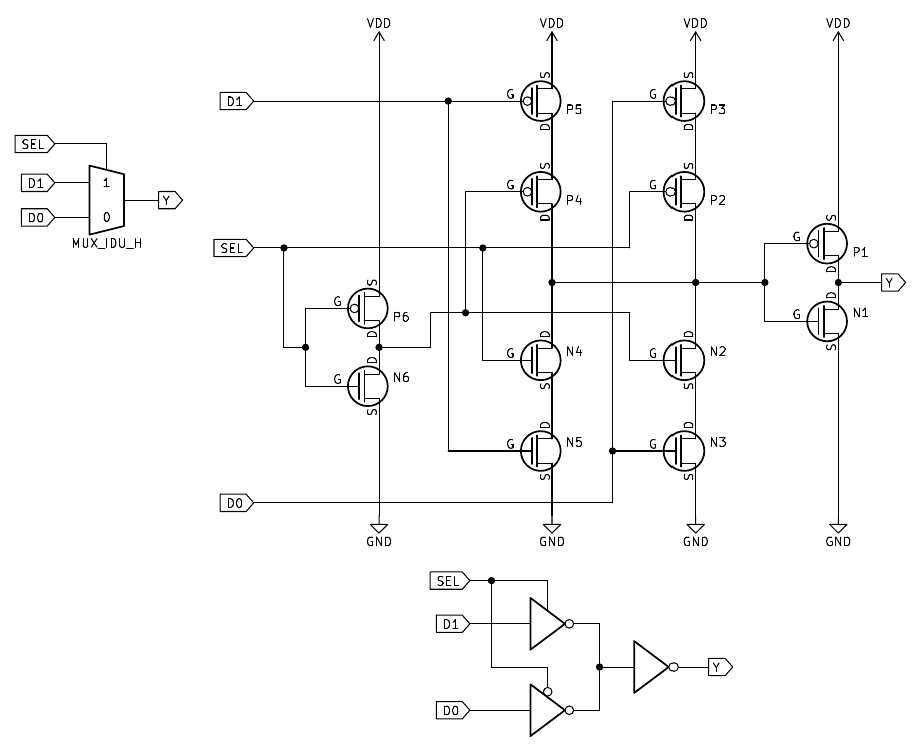 VDD VDD VDD VDD
S S
D1 G P5 G P3
D D
SEL S S
D1 1 G P4 G P2
Y
D0 0 D D S
MUX_IDU_H SEL G P1
S D
Y
G P6 D N1
D D D G
D G N4 G N2 S
G N6 S S
S D D
G N5 G N3
S S
D0
GND GND GND GND
SEL
D1
Y
D0